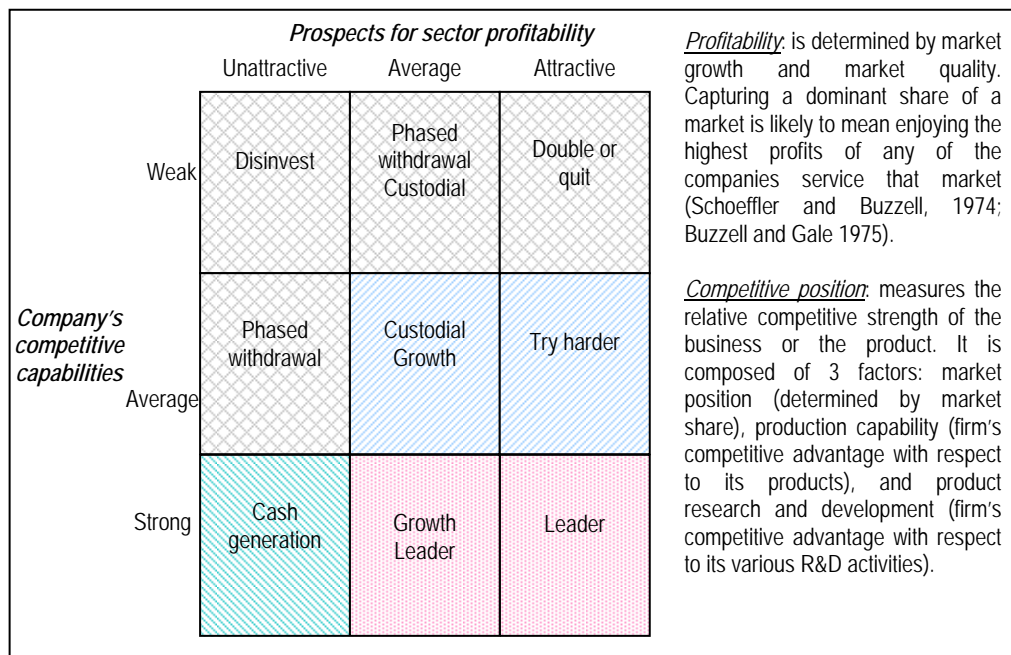 Prospects for sector profitability
Unattractive
Average
Attractive
Weak
Disinvest
Phased
withdrawal
Custodial
Double or
quit
Company's
competitive
capabilities
Average
Phased
withdrawal
Custodial
Growth
Try harder
Strong
Cash
generation
Growth
Leader
Leader
Profitability: is determined by market
growth and market quality.
Capturing a dominant share of a
market is likely to mean enjoying the
highest profits of any of the
companies service that market
(Schoeffler and Buzzell, 1974;
Buzzell and Gale 1975).
Competitive position: measures the
relative competitive strength of the
business or the product. It is
composed of 3 factors: market
position (determined by market
share), production capability (firm's
competitive advantage with respect
to its products), and product
research and development (firm's
competitive advantage with respect
to its various R&D activities).